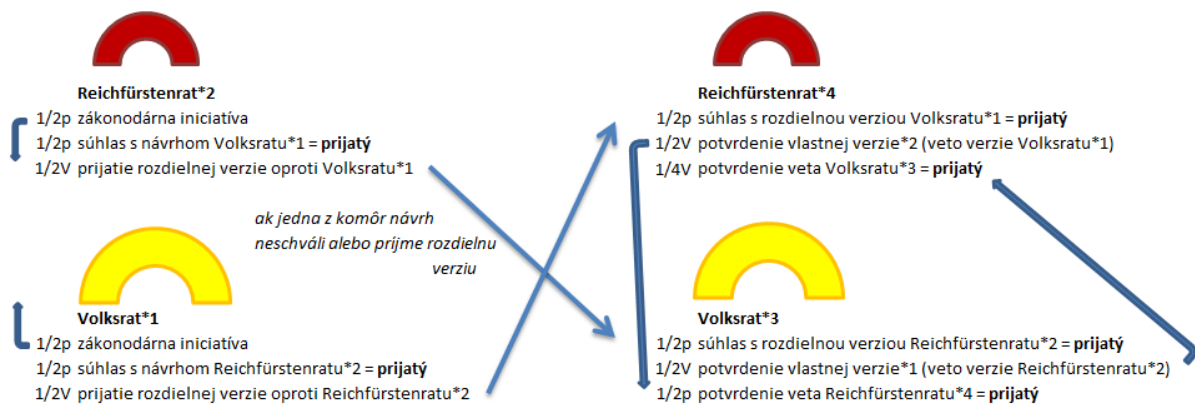 Reichfürstenrat*2
1/2p zákonodárna iniciatíva
1/2p súhlas s návrhom Volksratu*1 = prijatý
1/2V prijatie rozdielnej verzie oproti Volksratu*1
ak jedna z komôr návrh
neschváli alebo príjme rozdielnu
verziu
Volksrat*1
1/2p zákonodárna iniciatíva
1/2p súhlas s návrhom Reichfürstenratu*2 = prijatý
1/2V prijatie rozdielnej verzie oproti Reichfürstenratu*2
Reichfürstenrat*4
1/2p súhlas s rozdielnou verziou Volksratu*1 = prijatý
1/2V potvrdenie vlastnej verzie*2 (veto verzie Volksratu*1)
1/4V potvrdenie veta Volksratu*3 = prijatý
Volksrat*3
1/2p súhlas s rozdielnou verziou Reichfürstenratu*2 = prijatý
1/2V potvrdenie vlastnej verzie*1 (veto verzie Reichfürstenratu*2)
1/2p potvrdenie veta Reichfürstenratu*4 = prijatý